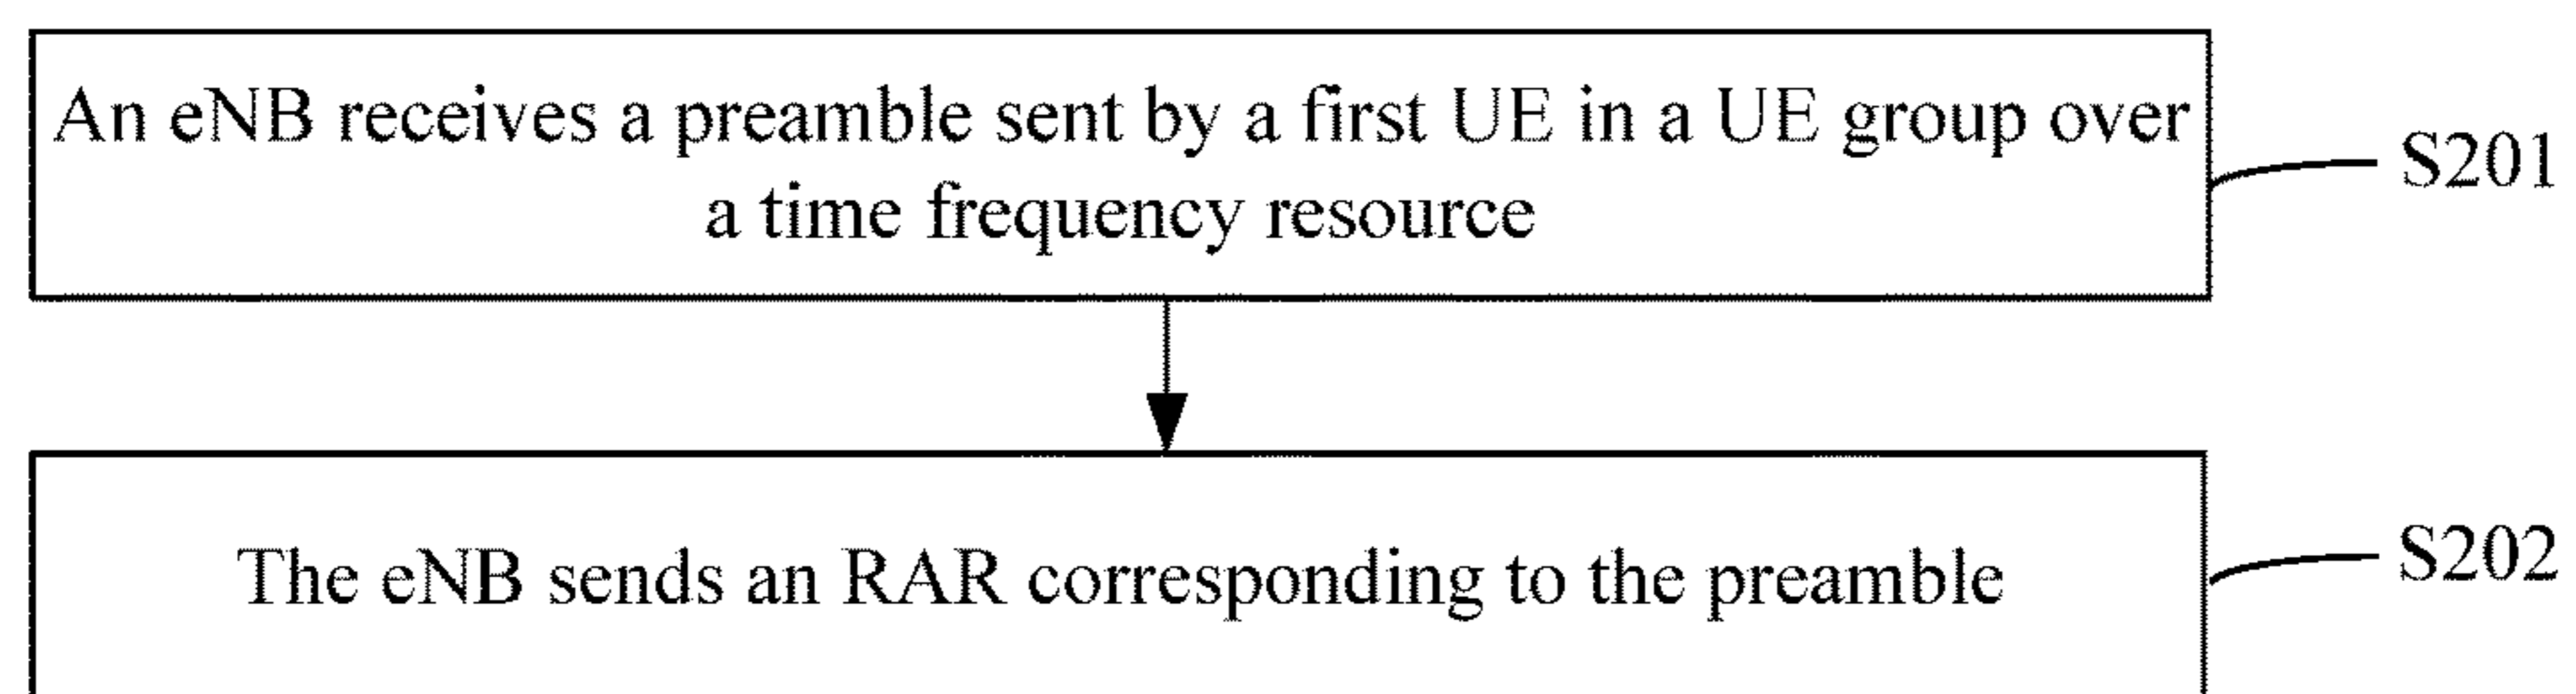 An eNB receives a preamble sent by a first UE in a UE group over
a time frequency resource
S201
The eNB sends an RAR corresponding to the preamble
S202